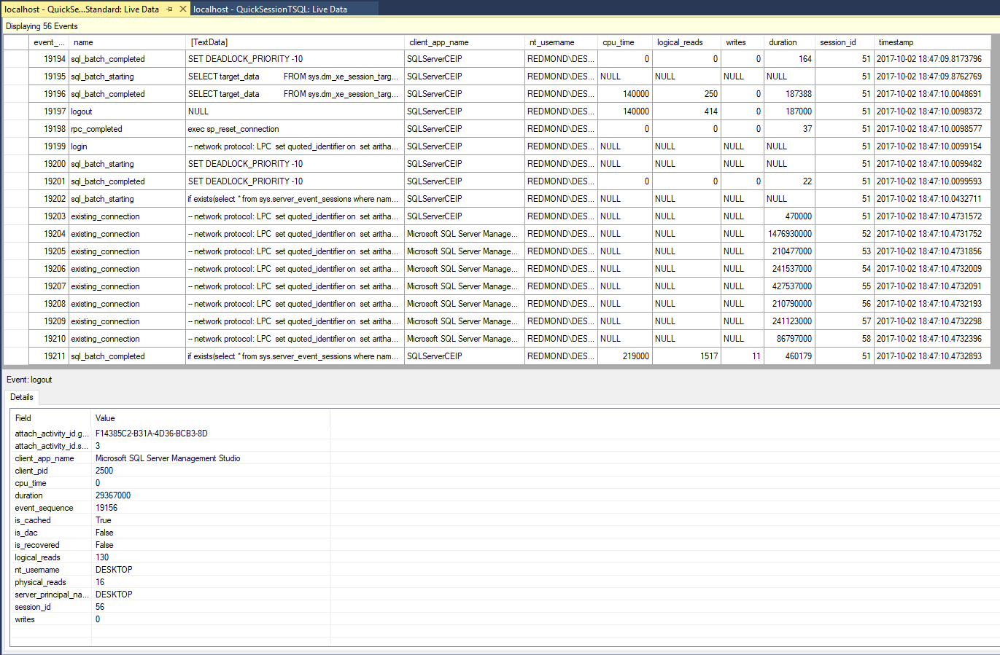 localhost - QuickSe...Standard: Live Data localhost - QuickSessionTSQL: Live Data
Displaying 56 Events
event_... name [TextData] client_app_name nt_username cpu_time logical_reads writes duration session_id timestamp
19194 sql_batch_completed SET DEADLOCK_PRIORITY -10 SQLServerCEIP REDMOND\DES... 0 0 0 164 51 2017-10-02 18:47:09.8173796
19195 sql_batch_starting SELECT target_data FROM sys.dm_xe_session_targ... SQLServerCEIP REDMOND\DES... NULL NULL NULL NULL 51 2017-10-02 18:47:09.8762769
19196 sql_batch_completed SELECT target_data FROM sys.dm_xe_session_targ... SQLServerCEIP REDMOND\DES... 140000 250 0 187388 51 2017-10-02 18:47:10.0048691
19197 logout NULL SQLServerCEIP REDMOND\DES... 140000 414 0 187000 51 2017-10-02 18:47:10.0098372
19198 rpc_completed exec sp_reset_connection SQLServerCEIP REDMOND\DES... 0 0 0 37 51 2017-10-02 18:47:10.0098577
19199 login -- network protocol: LPC set quoted_identifier on set aritha... SQLServerCEIP REDMOND\DES... NULL NULL NULL NULL 51 2017-10-02 18:47:10.0099154
19200 sql_batch_starting SET DEADLOCK_PRIORITY -10 SQLServerCEIP REDMOND\DES... NULL NULL NULL NULL 51 2017-10-02 18:47:10.0099482
19201 sql_batch_completed SET DEADLOCK_PRIORITY -10 SQLServerCEIP REDMOND\DES... 0 0 0 22 51 2017-10-02 18:47:10.0099593
19202 sql_batch_starting if exists(select * from sys.server_event_sessions where nam... SQLServerCEIP REDMOND\DES... NULL NULL NULL NULL 51 2017-10-02 18:47:10.0432711
19203 existing_connection -- network protocol: LPC set quoted_identifier on set aritha... SQLServerCEIP REDMOND\DES... NULL NULL NULL 470000 51 2017-10-02 18:47:10.4731572
19204 existing_connection -- network protocol: LPC set quoted_identifier on set aritha... Microsoft SQL Server Manage... REDMOND\DES... NULL NULL NULL 1476930000 52 2017-10-02 18:47:10.4731752
19205 existing_connection -- network protocol: LPC set quoted_identifier on set aritha... Microsoft SQL Server Manage... REDMOND\DES... NULL NULL NULL 210477000 53 2017-10-02 18:47:10.4731856
19206 existing_connection -- network protocol: LPC set quoted_identifier on set aritha... Microsoft SQL Server Manage... REDMOND\DES... NULL NULL NULL 241537000 54 2017-10-02 18:47:10.4732009
19207 existing_connection -- network protocol: LPC set quoted_identifier on set aritha... Microsoft SQL Server Manage... REDMOND\DES... NULL NULL NULL 427537000 55 2017-10-02 18:47:10.4732091
19208 existing_connection -- network protocol: LPC set quoted_identifier on set aritha... Microsoft SQL Server Manage... REDMOND\DES... NULL NULL NULL 210790000 56 2017-10-02 18:47:10.4732193
19209 existing_connection -- network protocol: LPC set quoted_identifier on set aritha... Microsoft SQL Server Manage... REDMOND\DES... NULL NULL NULL 241123000 57 2017-10-02 18:47:10.4732298
19210 existing_connection -- network protocol: LPC set quoted_identifier on set aritha... Microsoft SQL Server Manage... REDMOND\DES... NULL NULL NULL 86797000 58 2017-10-02 18:47:10.4732396
19211 sql_batch_completed if exists(select * from sys.server_event_sessions where nam... SQLServerCEIP REDMOND\DES... 219000 1517 11 460179 51 2017-10-02 18:47:10.4732893
Event: logout
Details
Field Value
attach_activity_id.g... F14385C2-B31A-4D36-BCB3-8D
attach_activity_id.s... 3
client_app_name Microsoft SQL Server Management Studio
client_pid 2500
cpu_time 0
duration 29367000
event_sequence 19156
is_cached True
is_dac False
is_recovered False
logical_reads 130
nt_username DESKTOP
physical_reads 16
server_principal_na... DESKTOP
session_id 56
writes 0